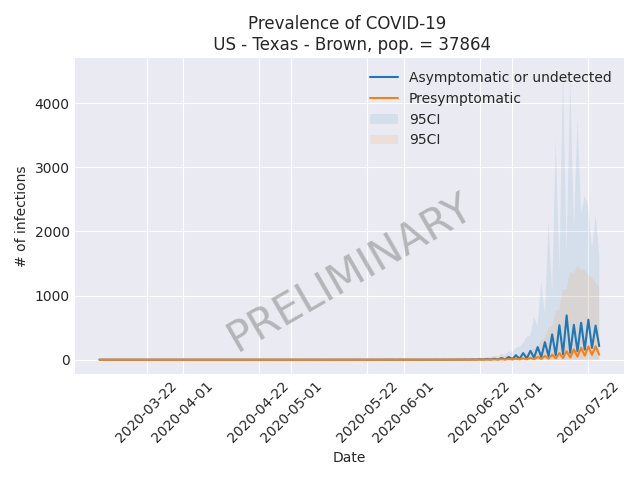 Prevalence of COVID-19
US - Texas - Brown, pop. = 37864
Asymptomatic or undetected
Presymptomatic
95CI
95CI
4000
3000
2000
1000
0
# of infections
PRELIMINARY
2020-03-22
2020-04-01
2020-04-22
2020-05-01
2020-05-22
2020-06-01
2020-06-22
2020-07-01
2020-07-22
Date